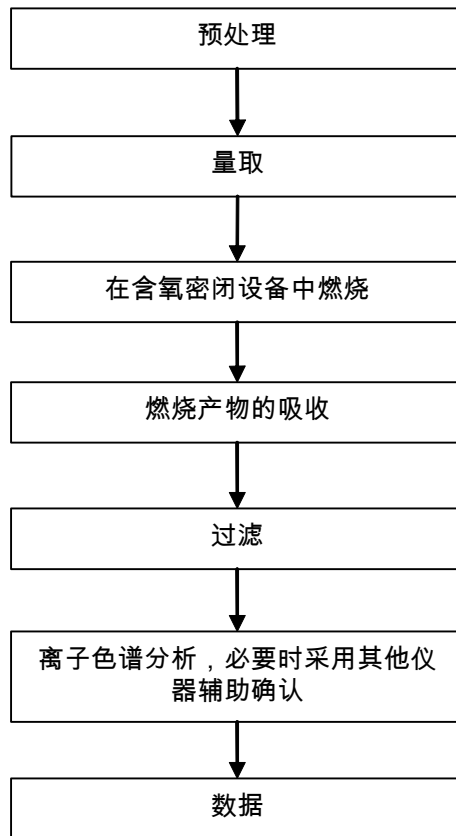 预处理
量取
在含氧密闭设备中燃烧
燃烧产物的吸收
过滤
离子色谱分析，必要时采用其他仪
器辅助确认
数据